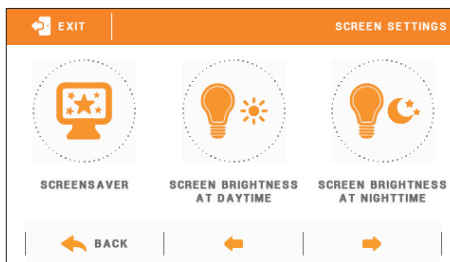 EXIT
SCREEN SETTINGS
SCREENSAVER
SCREEN BRIGHTNESS
AT DAYTIME
SCREEN BRIGHTNESS
AT NIGHTTIME
BACK